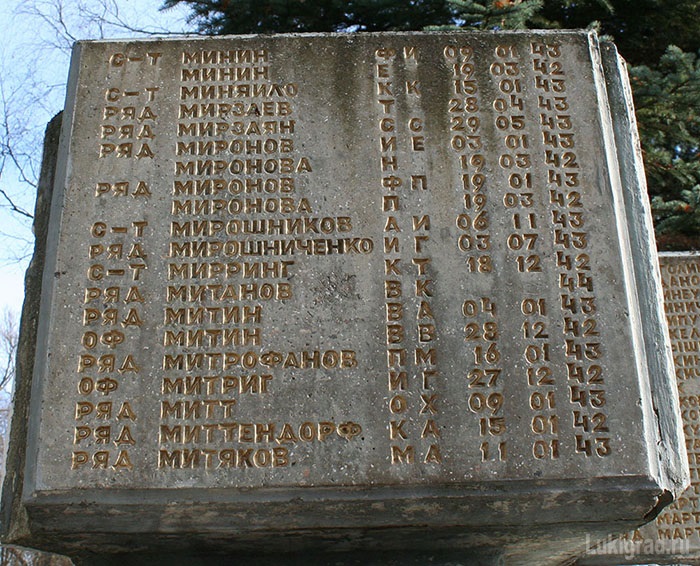 С-Т МИНИН Ф И 09 01 43
МИНИН Е 19 03 42
С-Т МИНЯИЛО К К 15 01 43
РЯД МИРЗАЕВ Т 28 04 43
РЯД МИРЗАЯН С С 29 05 43
РЯД МИРОНОВ И Е 03 01 43
МИРОНОВА Н 19 03 42
РЯД МИРОНОВ Ф П 19 01 43
МИРОНОВА П 19 03 43
С-Т МИРОШНИКОВ А И 06 11 43
РЯД МИРОШНИЧЕНКО И Г 03 07 43
С-Т МИРРИНГ К Т 18 12 42
РЯД МИТАНОВ В К 44
РЯД МИТИН В А 04 01 43
ОФ МИТИН В В 28 12 42
РЯД МИТРОФАНОВ П М 16 01 43
ОФ МИТРИГ И Г 27 12 42
РЯД МИТТ О Х 09 01 43
РЯД МИТТЕНДОРФ К А 15 01 42
РЯД МИТЯКОВ М А 11 01 43
Lukigrad.ru